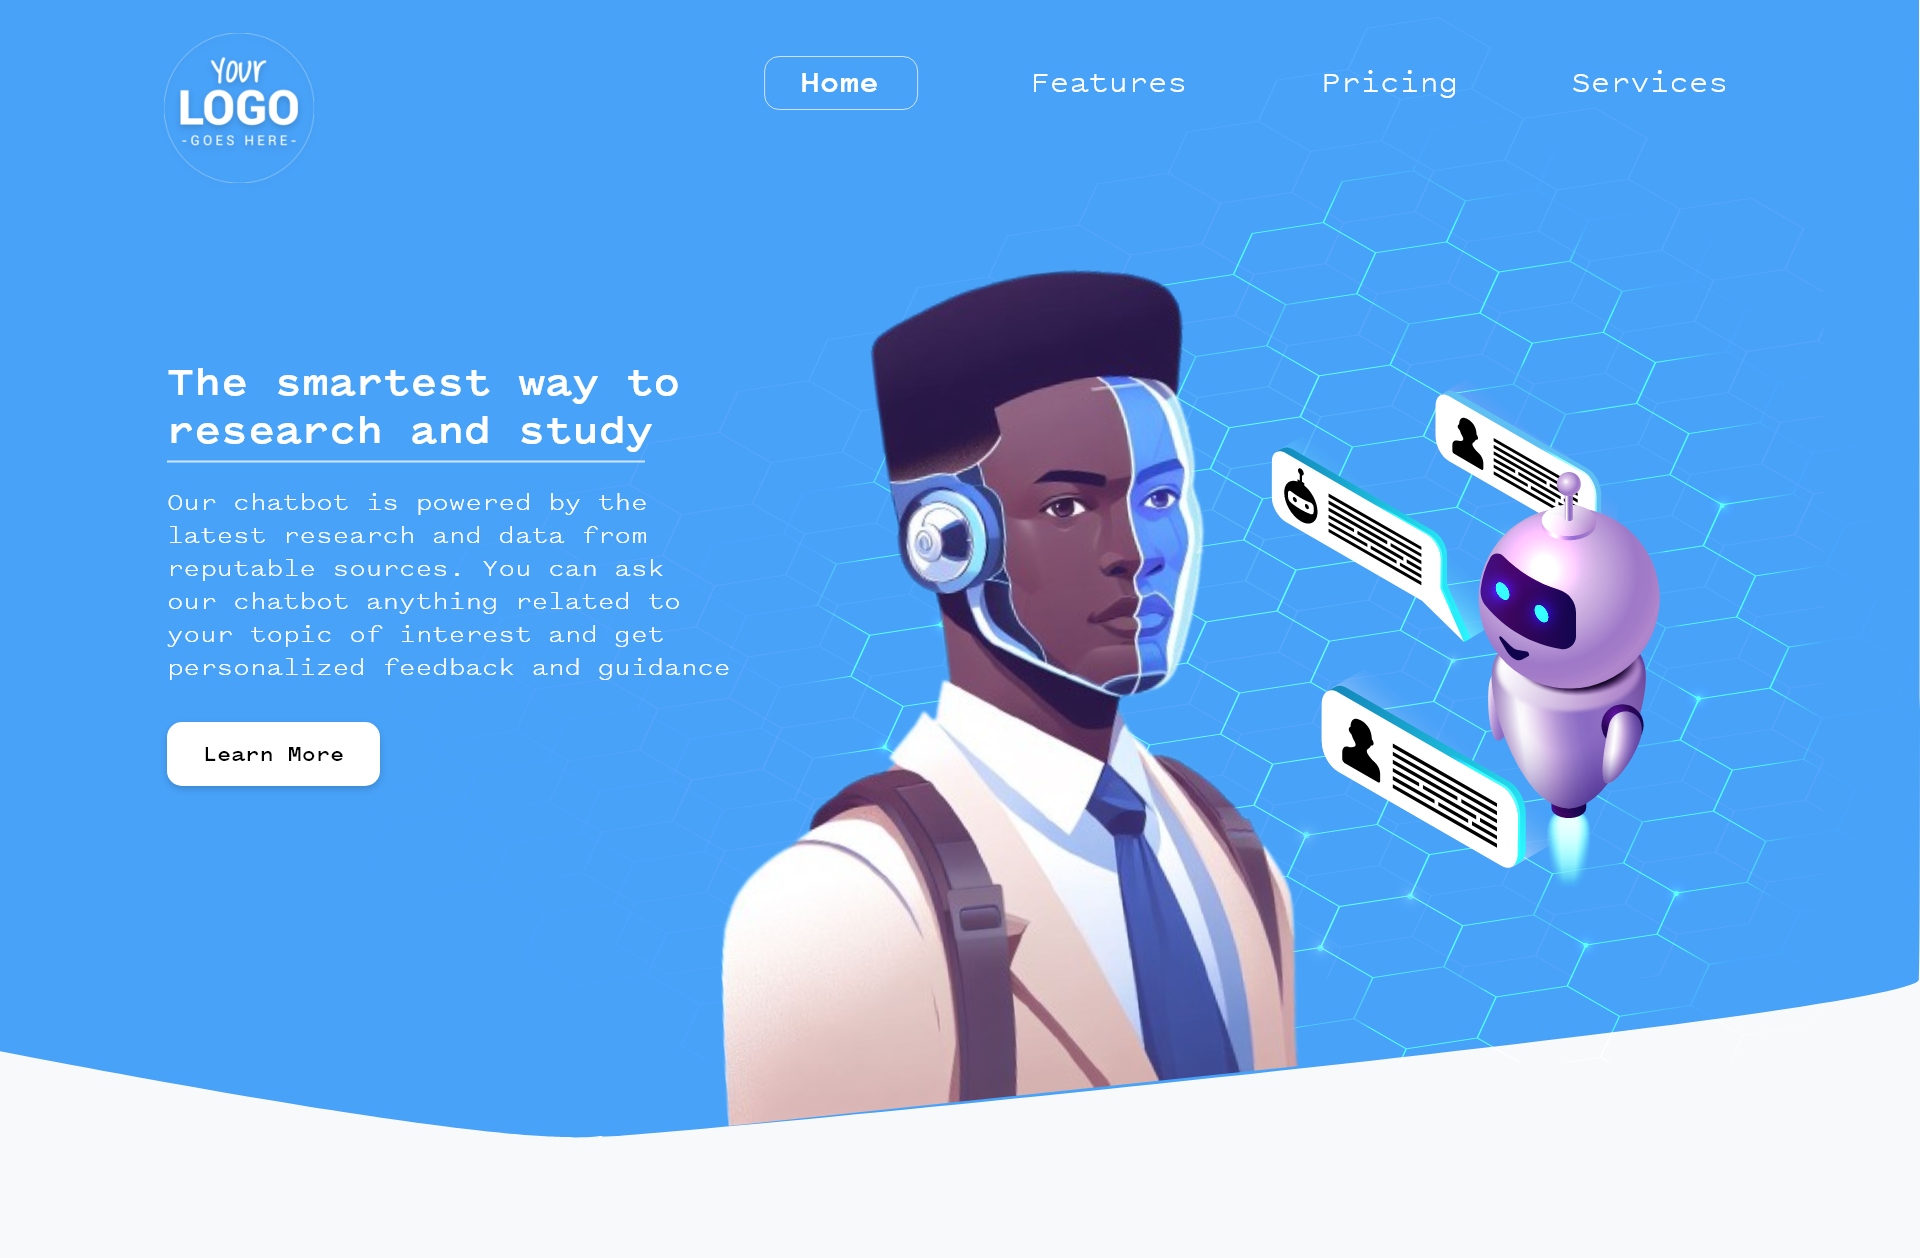 Your
LOGO
-GOES HERE-
Home
Features
Pricing
Services
The smartest way to
research and study
Our chatbot is powered by the
latest research and data from
reputable sources. You can ask
our chatbot anything related to
your topic of interest and get
personalized feedback and guidance
Learn More